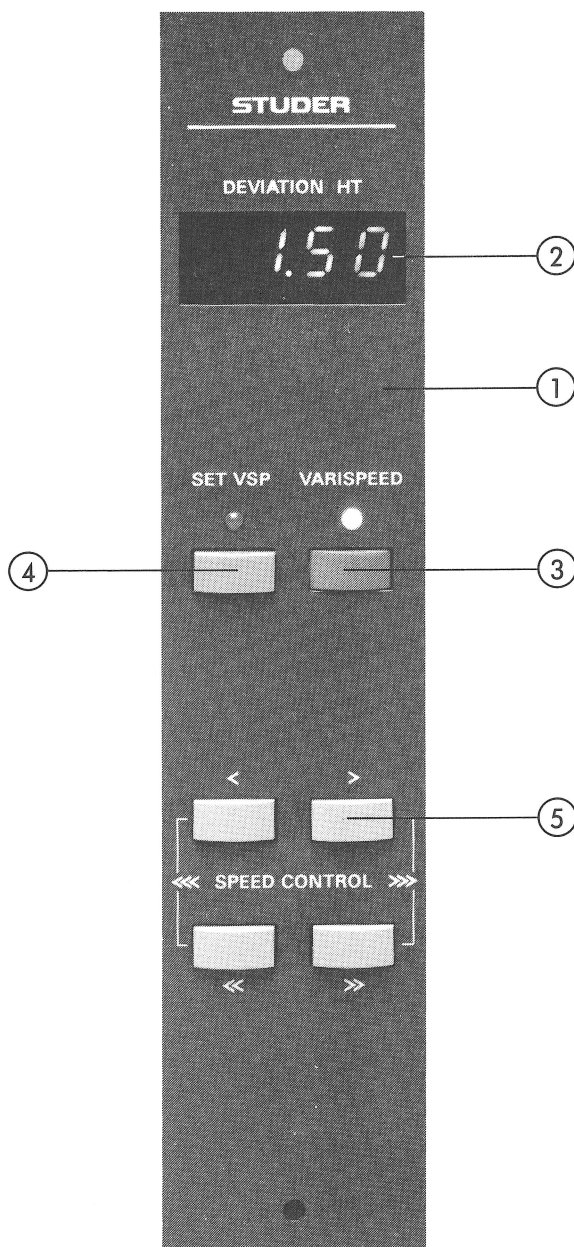 STUDER
DEVIATION HT
1.50
2
1
SET VSP VARISPEED
4
3
< >
5
<<< SPEED CONTROL >>>
<< >>